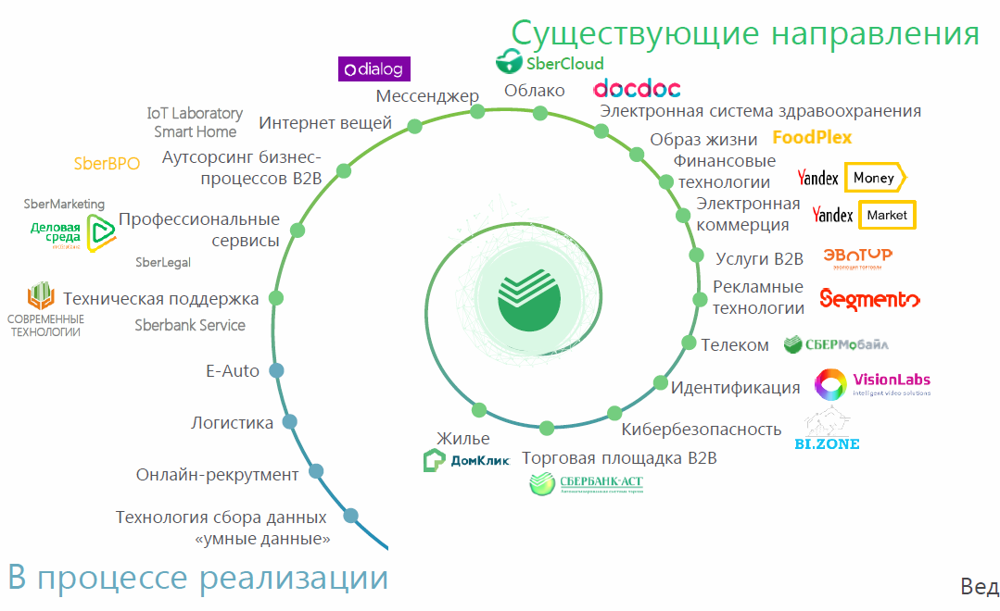 Существующие направления
dialog
SberCloud
Облако
docdoc
Мессенджер
Электронная система здравоохранения
IoT Laboratory
Smart Home
Интернет вещей
Образ жизни
FoodPlex
SberBPO
Аутсорсинг бизнес-
процессов B2B
Финансовые
технологии
Yandex Money
SberMarketing
Деловая
среда
Профессиональные
сервисы
Электронная
коммерция
Yandex Market
SberLegal
Услуги B2B
ЭВОТОР
ЭВОЛЮЦИЯ ТОРГОВЛИ
СОВРЕМЕННЫЕ
ТЕХНОЛОГИИ
Техническая поддержка
Sberbank Service
Рекламные
технологии
Segmento
Телеком
СБЕРМобайл
E-Auto
Идентификация
VisionLabs
intelligent video solutions
Логистика
Кибербезопасность
BI.ZONE
Жилье
ДомКлик
Торговая площадка B2B
СБЕРБАНК-АСТ
Онлайн-рекрутмент
Технология сбора данных
«умные данные»
В процессе реализации
Вед